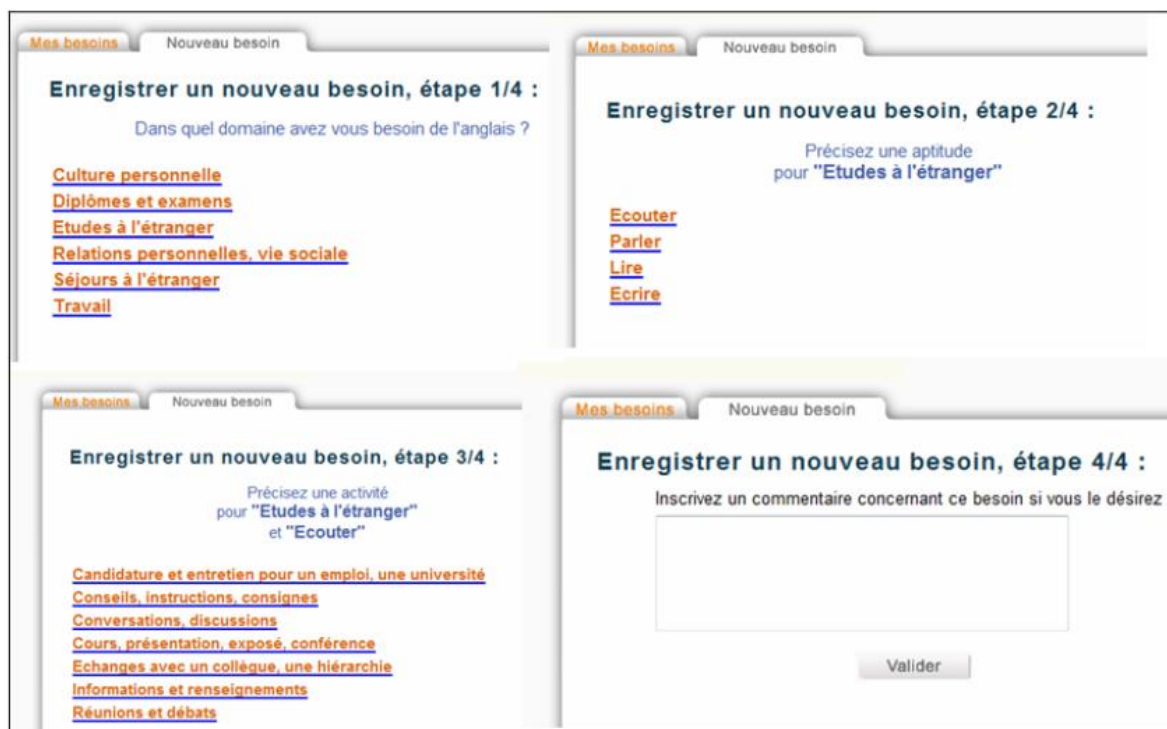 Mes besoins
Nouveau besoin
Enregistrer un nouveau besoin, étape 1/4 :
Dans quel domaine avez vous besoin de l'anglais ?
Culture personnelle
Diplômes et examens
Etudes à l'étranger
Relations personnelles, vie sociale
Séjours à l'étranger
Travail
Mes besoins
Nouveau besoin
Enregistrer un nouveau besoin, étape 2/4 :
Précisez une aptitude
pour "Etudes à l'étranger"
Ecouter
Parler
Lire
Ecrire
Mes besoins
Nouveau besoin
Enregistrer un nouveau besoin, étape 3/4 :
Précisez une activité
pour "Etudes à l'étranger"
et "Ecouter"
Candidature et entretien pour un emploi, une université
Conseils, instructions, consignes
Conversations, discussions
Cours, présentation, exposé, conférence
Echanges avec un collègue, une hiérarchie
Informations et renseignements
Réunions et débats
Mes besoins
Nouveau besoin
Enregistrer un nouveau besoin, étape 4/4 :
Inscrivez un commentaire concernant ce besoin si vous le désirez
Valider